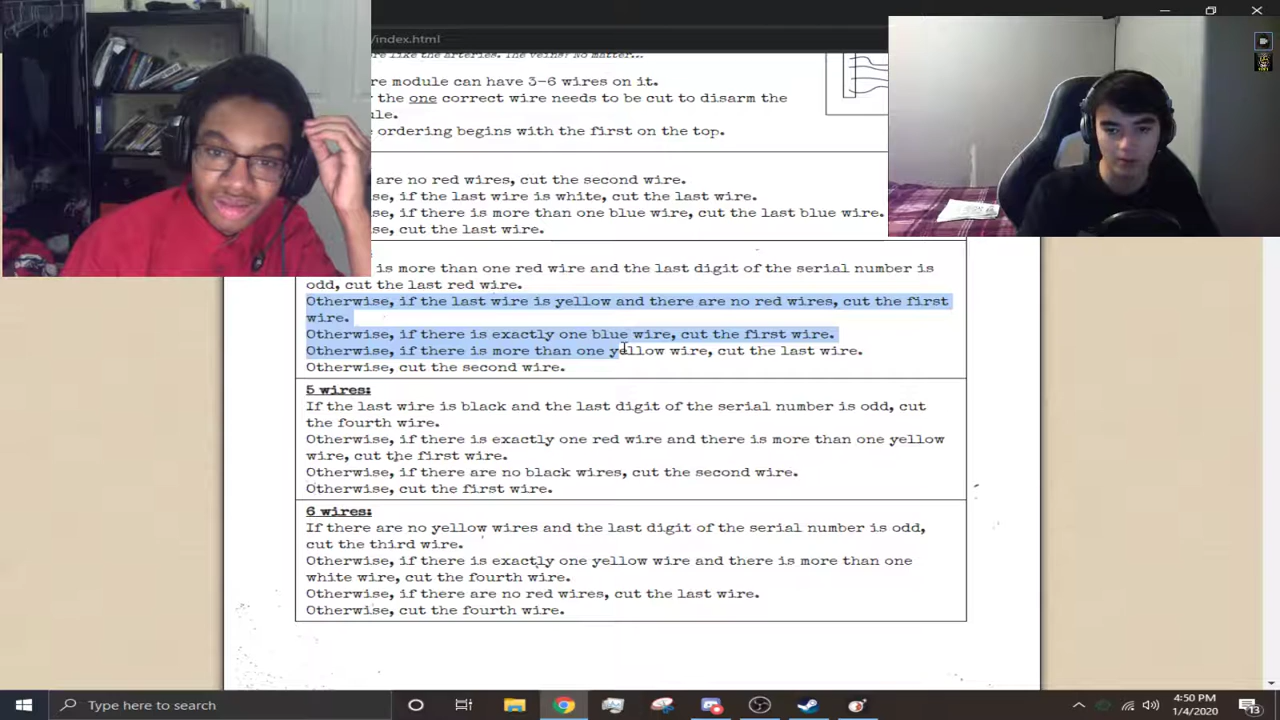 /index.html
re like the arteries. The veins? No matter...
re module can have 3-6 wires on it.
the one correct wire needs to be cut to disarm the
le.
ordering begins with the first on the top.
are no red wires, cut the second wire.
se, if the last wire is white, cut the last wire.
se, if there is more than one blue wire, cut the last blue wire.
se, cut the last wire.
is more than one red wire and the last digit of the serial number is
odd, cut the last red wire.
Otherwise, if the last wire is yellow and there are no red wires, cut the first
wire.
Otherwise, if there is exactly one blue wire, cut the first wire.
Otherwise, if there is more than one yellow wire, cut the last wire.
Otherwise, cut the second wire.
5 wires:
If the last wire is black and the last digit of the serial number is odd, cut
the fourth wire.
Otherwise, if there is exactly one red wire and there is more than one yellow
wire, cut the first wire.
Otherwise, if there are no black wires, cut the second wire.
Otherwise, cut the first wire.
6 wires:
If there are no yellow wires and the last digit of the serial number is odd,
cut the third wire.
Otherwise, if there is exactly one yellow wire and there is more than one
white wire, cut the fourth wire.
Otherwise, if there are no red wires, cut the last wire.
Otherwise, cut the fourth wire.
Type here to search
4:50 PM
1/4/2020
13